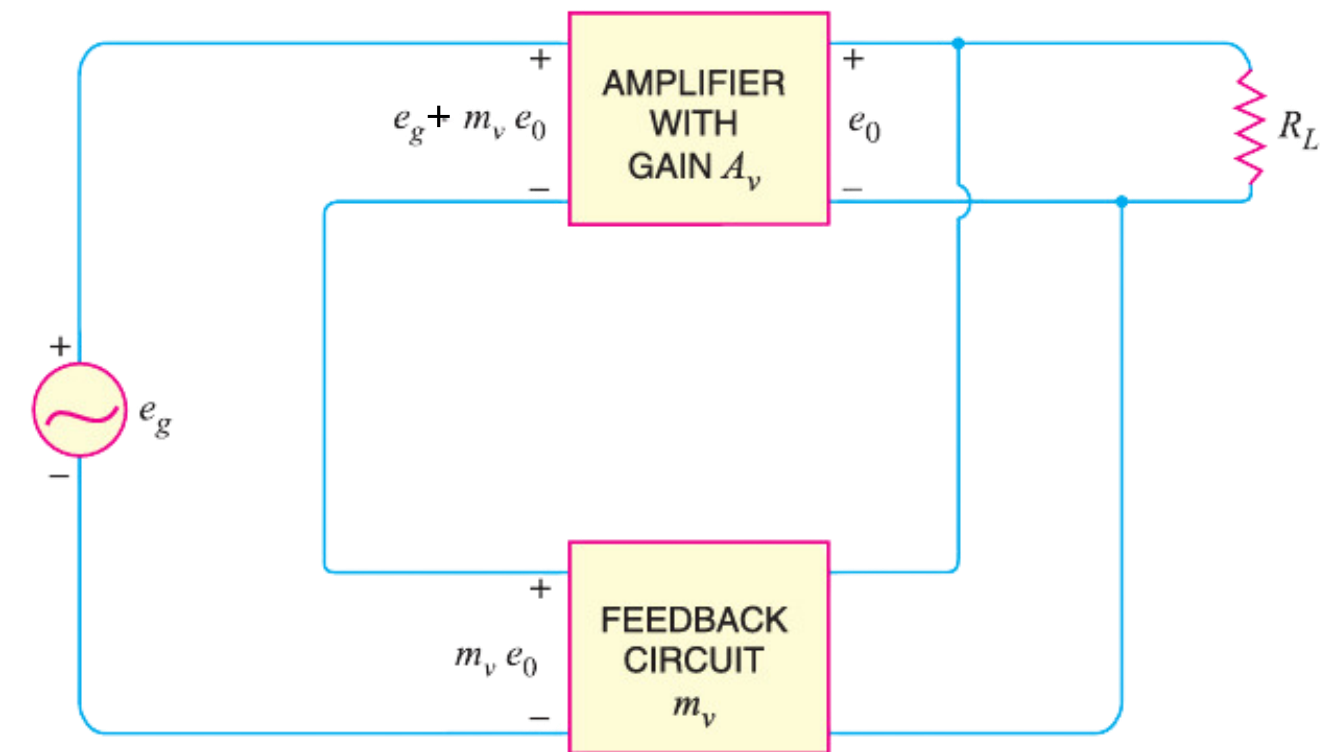 +
AMPLIFIER
WITH
GAIN A_v
+
e_g + m_v e_0
e_0
R_L
−
−
+
e_g
−
+
FEEDBACK
CIRCUIT
m_v
m_v e_0
−